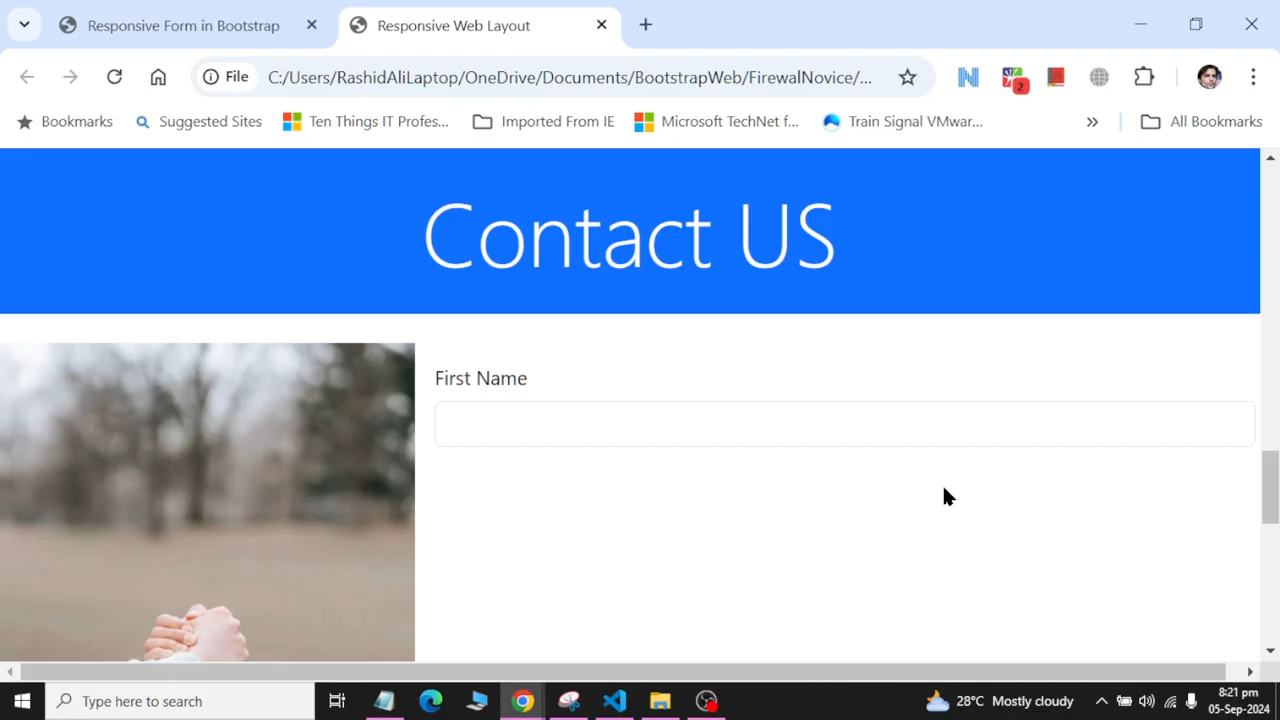 Responsive Form in Bootstrap
Responsive Web Layout
File
C:/Users/RashidAliLaptop/OneDrive/Documents/BootstrapWeb/FirewalNovice/...
2
Bookmarks
Suggested Sites
Ten Things IT Profes...
Imported From IE
Microsoft TechNet f...
Train Signal VMwar...
All Bookmarks
Contact US
First Name
Type here to search
28°C Mostly cloudy
8:21 pm
05-Sep-2024